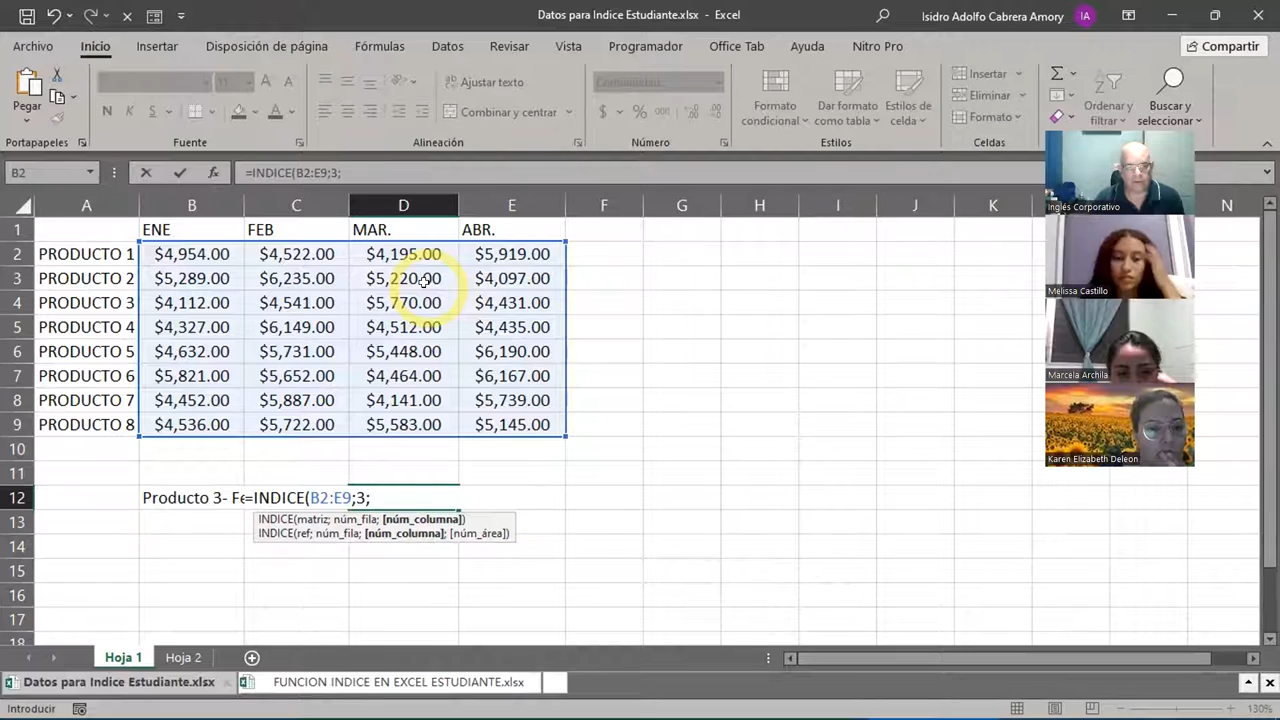 Datos para Indice Estudiante.xlsx - Excel
Isidro Adolfo Cabrera Amory
IA
Archivo Inicio Insertar Disposición de página Fórmulas Datos Revisar Vista Programador Office Tab Ayuda Nitro Pro
Compartir
Pegar
Ajustar texto
Combinar y centrar
Formato condicional
Dar formato como tabla
Estilos de celda
Insertar
Eliminar
Formato
Ordenar y filtrar
Buscar y seleccionar
Portapapeles Fuente Alineación Número Estilos Celdas
B2 =INDICE(B2:E9;3;
A B C D E F G H I J K N
1 ENE FEB MAR. ABR.
2 PRODUCTO 1 $4,954.00 $4,522.00 $4,195.00 $5,919.00
3 PRODUCTO 2 $5,289.00 $6,235.00 $5,220.00 $4,097.00
4 PRODUCTO 3 $4,112.00 $4,541.00 $5,770.00 $4,431.00
5 PRODUCTO 4 $4,327.00 $6,149.00 $4,512.00 $4,435.00
6 PRODUCTO 5 $4,632.00 $5,731.00 $5,448.00 $6,190.00
7 PRODUCTO 6 $5,821.00 $5,652.00 $4,464.00 $6,167.00
8 PRODUCTO 7 $4,452.00 $5,887.00 $4,141.00 $5,739.00
9 PRODUCTO 8 $4,536.00 $5,722.00 $5,583.00 $5,145.00
10
11
12 Producto 3- Fe =INDICE(B2:E9;3;
13 INDICE(matriz; núm_fila; [núm_columna])
INDICE(ref; núm_fila; [núm_columna]; [núm_área])
14
15
16
17
18
Inglés Corporativo
Melissa Castillo
Marcela Archila
Karen Elizabeth Deleon
Hoja 1 Hoja 2
Datos para Indice Estudiante.xlsx FUNCION INDICE EN EXCEL ESTUDIANTE.xlsx
Introducir 130%